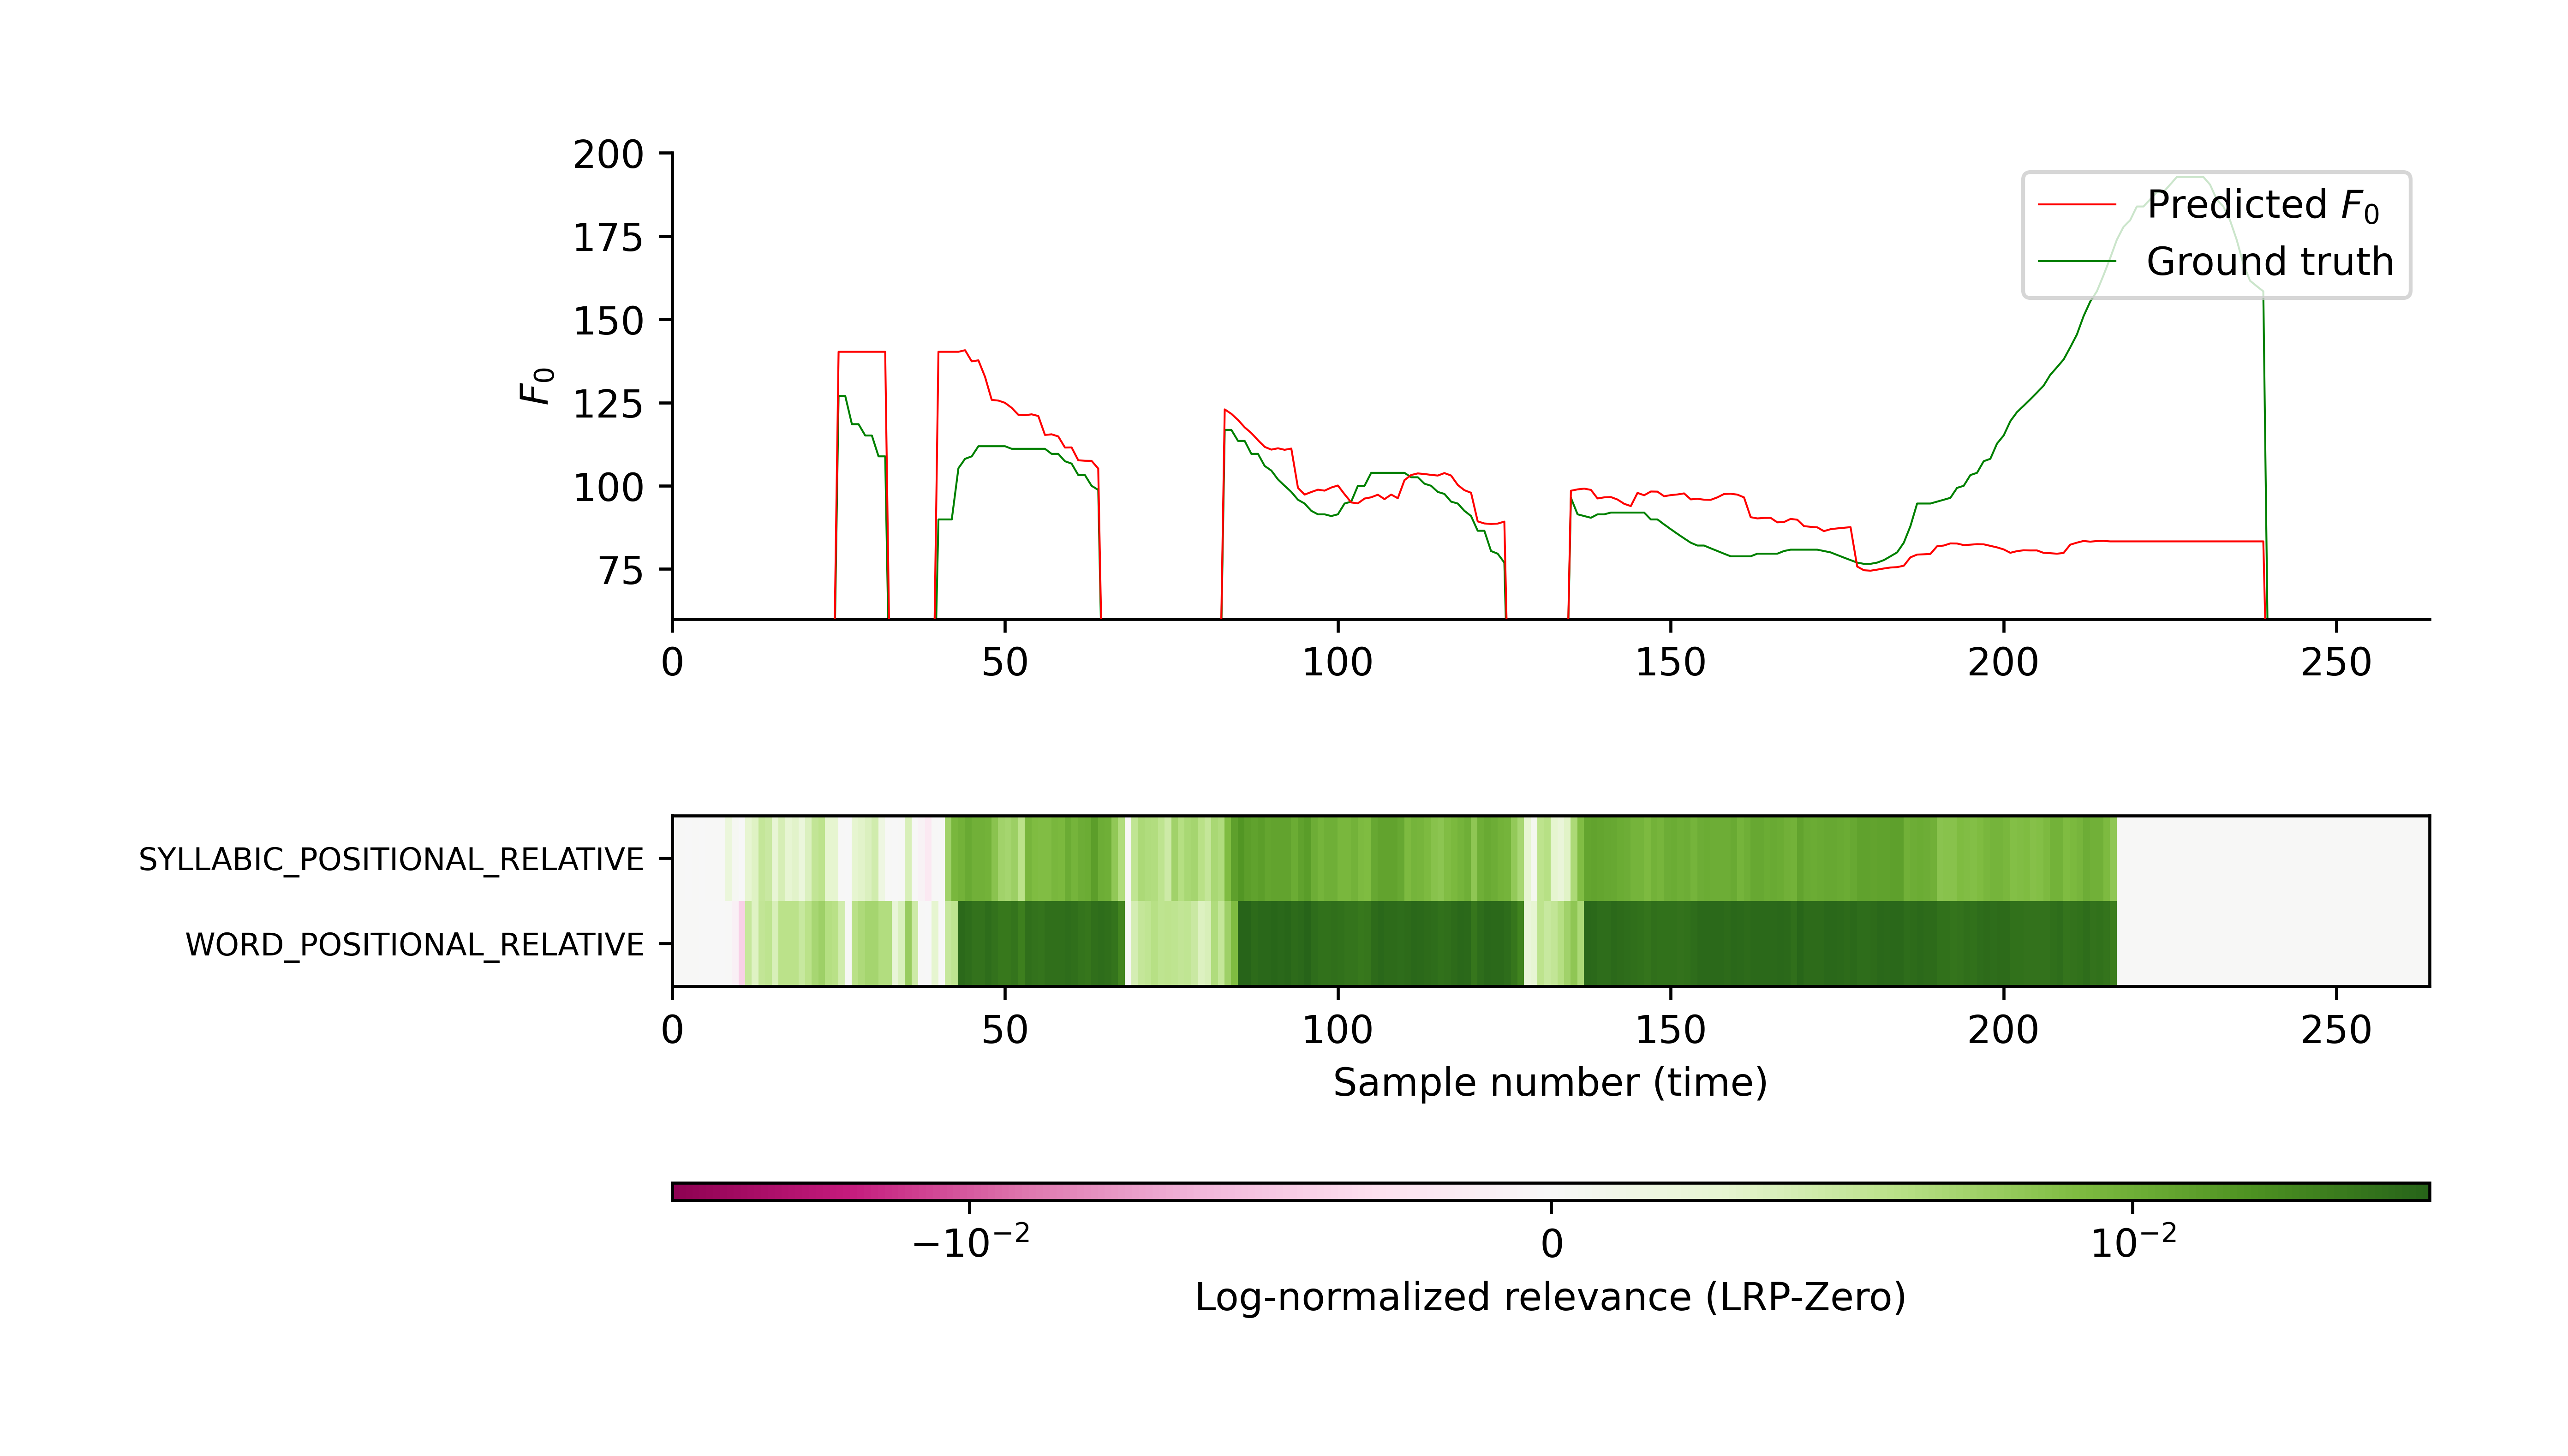 200
175
150
125
100
75
F₀
Predicted F₀
Ground truth
0 50 100 150 200 250
SYLLABIC_POSITIONAL_RELATIVE
WORD_POSITIONAL_RELATIVE
0 50 100 150 200 250
Sample number (time)
−10⁻² 0 10⁻²
Log-normalized relevance (LRP-Zero)